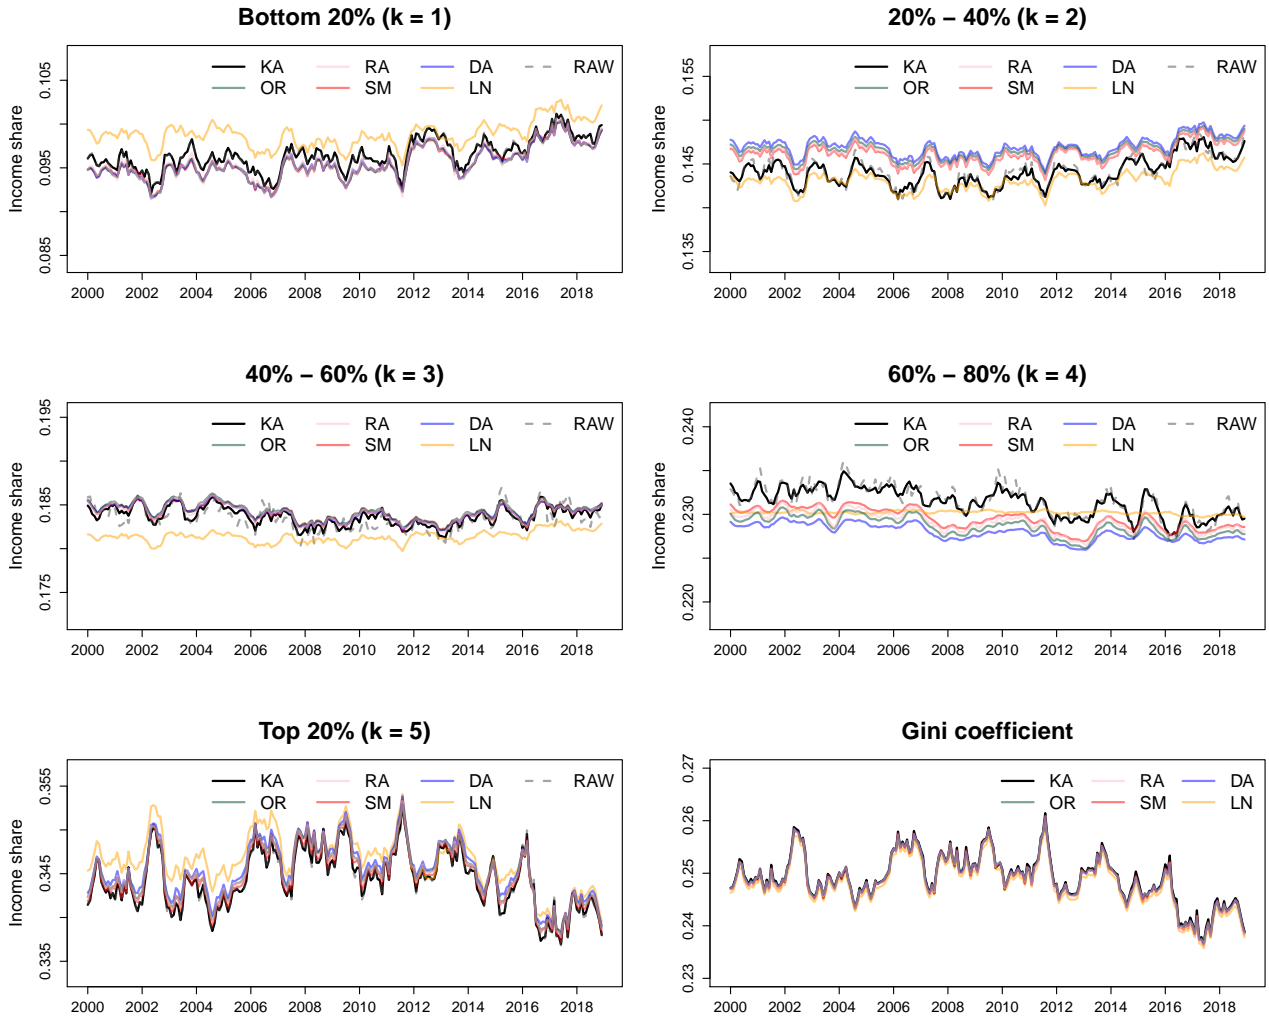 Bottom 20% (k = 1)
KA RA DA RAW
OR SM LN
Income share
0.085 0.095 0.105
2000 2002 2004 2006 2008 2010 2012 2014 2016 2018
20% − 40% (k = 2)
KA RA DA RAW
OR SM LN
Income share
0.135 0.145 0.155
2000 2002 2004 2006 2008 2010 2012 2014 2016 2018
40% − 60% (k = 3)
KA RA DA RAW
OR SM LN
Income share
0.175 0.185 0.195
2000 2002 2004 2006 2008 2010 2012 2014 2016 2018
60% − 80% (k = 4)
KA RA DA RAW
OR SM LN
Income share
0.220 0.230 0.240
2000 2002 2004 2006 2008 2010 2012 2014 2016 2018
Top 20% (k = 5)
KA RA DA RAW
OR SM LN
Income share
0.335 0.345 0.355
2000 2002 2004 2006 2008 2010 2012 2014 2016 2018
Gini coefficient
KA RA DA
OR SM LN
0.23 0.24 0.25 0.26 0.27
2000 2002 2004 2006 2008 2010 2012 2014 2016 2018